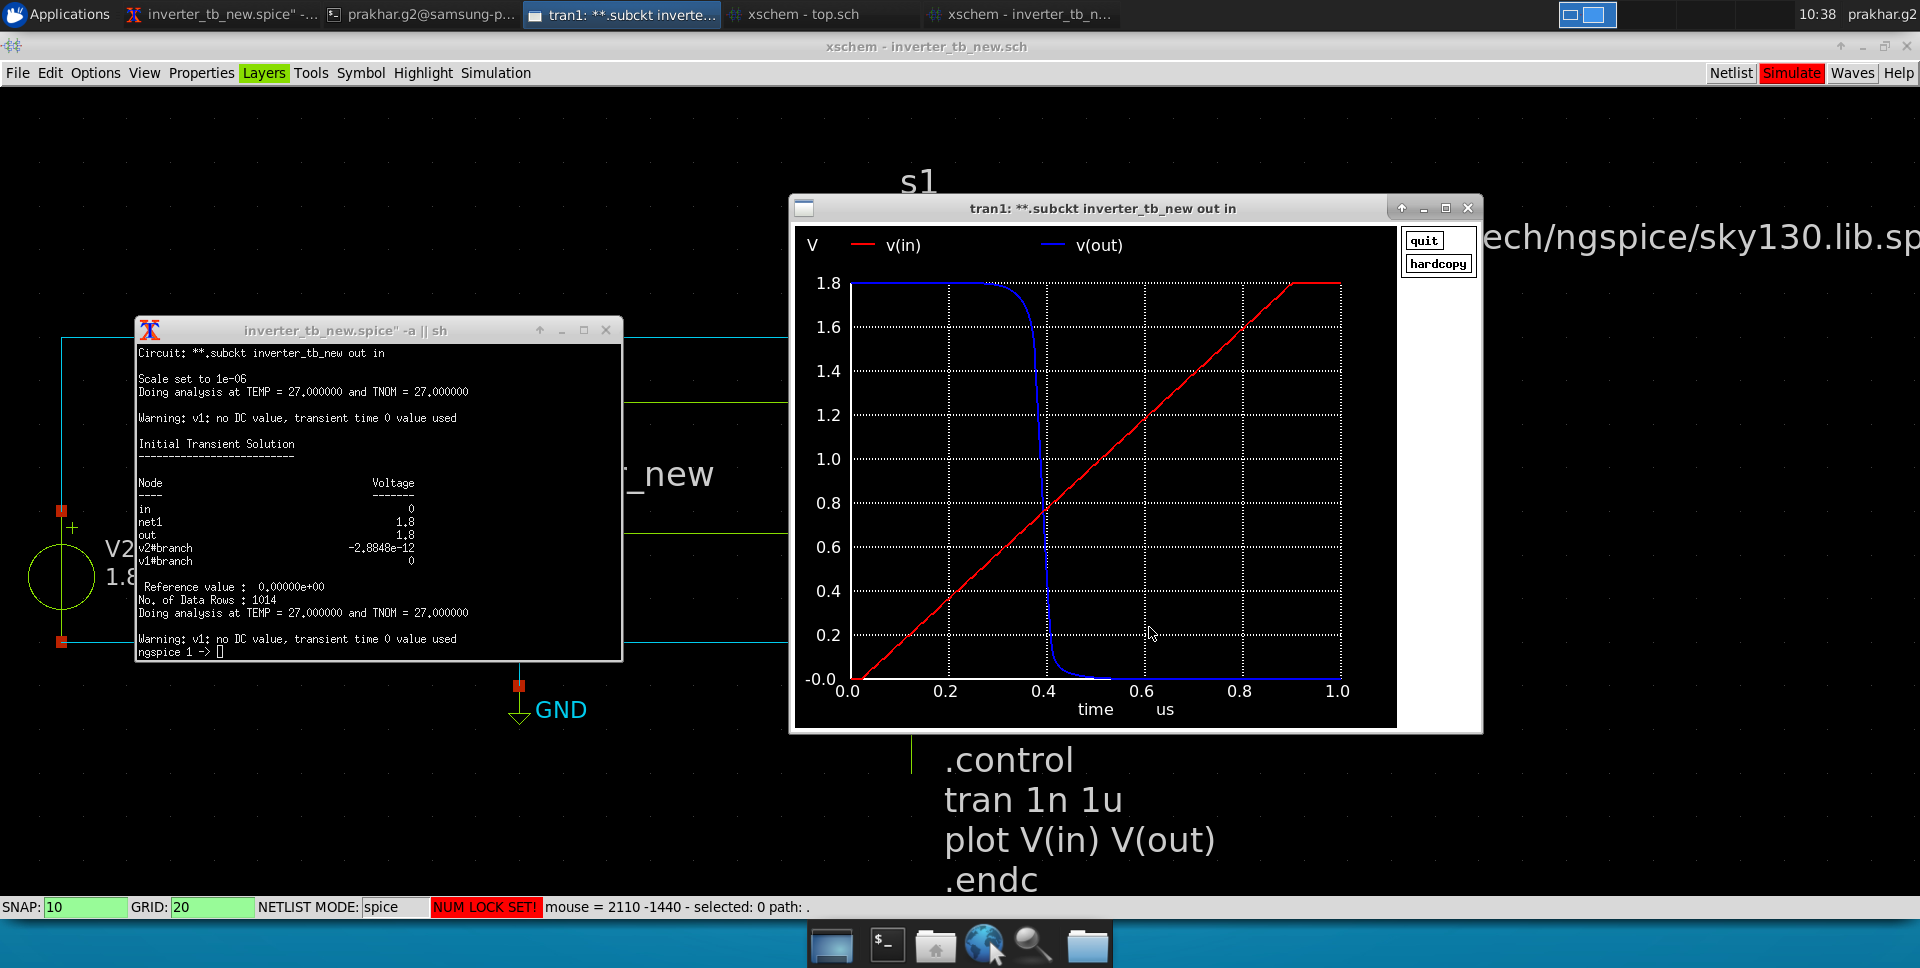 Applications
inverter_tb_new.spice" -...
prakhar.g2@samsung-p...
tran1: **.subckt inverte...
xschem - top.sch
xschem - inverter_tb_n...
10:38
prakhar.g2
xschem - inverter_tb_new.sch
File Edit Options View Properties Layers Tools Symbol Highlight Simulation
Netlist Simulate Waves Help
s1
tran1: **.subckt inverter_tb_new out in
quit
hardcopy
ech/ngspice/sky130.lib.sp
V v(in) v(out)
1.8
1.6
1.4
1.2
1.0
0.8
0.6
0.4
0.2
-0.0
0.0 0.2 0.4 0.6 0.8 1.0
time us
inverter_tb_new.spice" -a || sh
Circuit: **.subckt inverter_tb_new out in
Scale set to 1e-06
Doing analysis at TEMP = 27.000000 and TNOM = 27.000000
Warning: v1: no DC value, transient time 0 value used
Initial Transient Solution
--------------------------
Node Voltage
---- -------
in 0
net1 1.8
out 1.8
v2#branch -2.8848e-12
v1#branch 0
Reference value : 0.00000e+00
No. of Data Rows : 1014
Doing analysis at TEMP = 27.000000 and TNOM = 27.000000
Warning: v1: no DC value, transient time 0 value used
ngspice 1 ->
_new
V2
1.8
GND
.control
tran 1n 1u
plot V(in) V(out)
.endc
SNAP: 10 GRID: 20 NETLIST MODE: spice NUM LOCK SET! mouse = 2110 -1440 - selected: 0 path: .